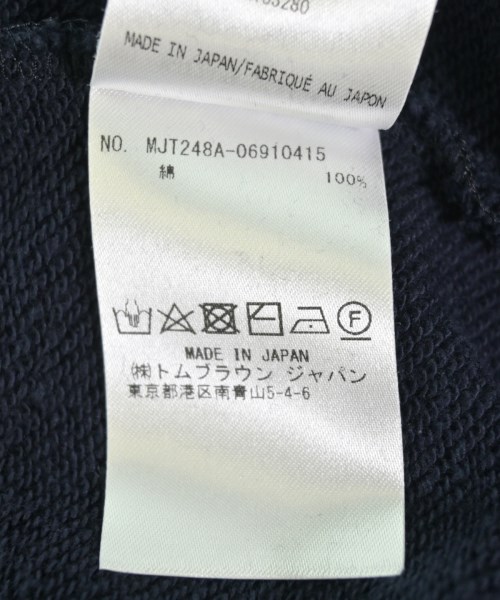 MADE IN JAPAN/FABRIQUÉ AU JAPON
NO. MJT248A-06910415
綿 100%
F
MADE IN JAPAN
㈱トムブラウン ジャパン
東京都港区南青山5-4-6